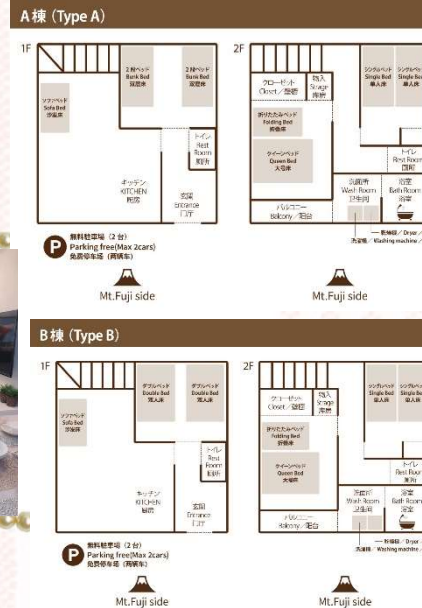 A棟 (Type A)
1F
2段ベッド
Bunk Bed
双层床
2段ベッド
Bunk Bed
双层床
ソファベッド
Sofa Bed
沙发床
トイレ
Rest
Room
厕所
キッチン
KITCHEN
厨房
玄関
Entrance
门厅
P
無料駐車場（2台）
Parking free(Max 2cars)
免费停车场（两辆车）
Mt.Fuji side
2F
クローゼット
Closet／壁橱
物入
Strage
库房
シングルベッド
Single Bed
单人床
シングルベッド
Single Bed
单人床
折りたたみベッド
Folding Bed
折叠床
クイーンベッド
Queen Bed
大号床
トイレ
Rest Room
厕所
洗面所
Wash Room
卫生间
浴室
Bath Room
浴室
バルコニー
Balcony／阳台
乾燥機／Dryer／
洗濯機／Washing machine／
Mt.Fuji side
B棟 (Type B)
1F
ダブルベッド
Double Bed
双人床
ダブルベッド
Double Bed
双人床
ソファベッド
Sofa Bed
沙发床
トイレ
Rest
Room
厕所
キッチン
KITCHEN
厨房
玄関
Entrance
门厅
P
無料駐車場（2台）
Parking free(Max 2cars)
免费停车场（两辆车）
Mt.Fuji side
2F
クローゼット
Closet／壁橱
物入
Strage
库房
シングルベッド
Single Bed
单人床
シングルベッド
Single Bed
单人床
折りたたみベッド
Folding Bed
折叠床
クイーンベッド
Queen Bed
大号床
トイレ
Rest Room
厕所
洗面所
Wash Room
卫生间
浴室
Bath Room
浴室
バルコニー
Balcony／阳台
乾燥機／Dryer／
洗濯機／Washing machine／
Mt.Fuji side